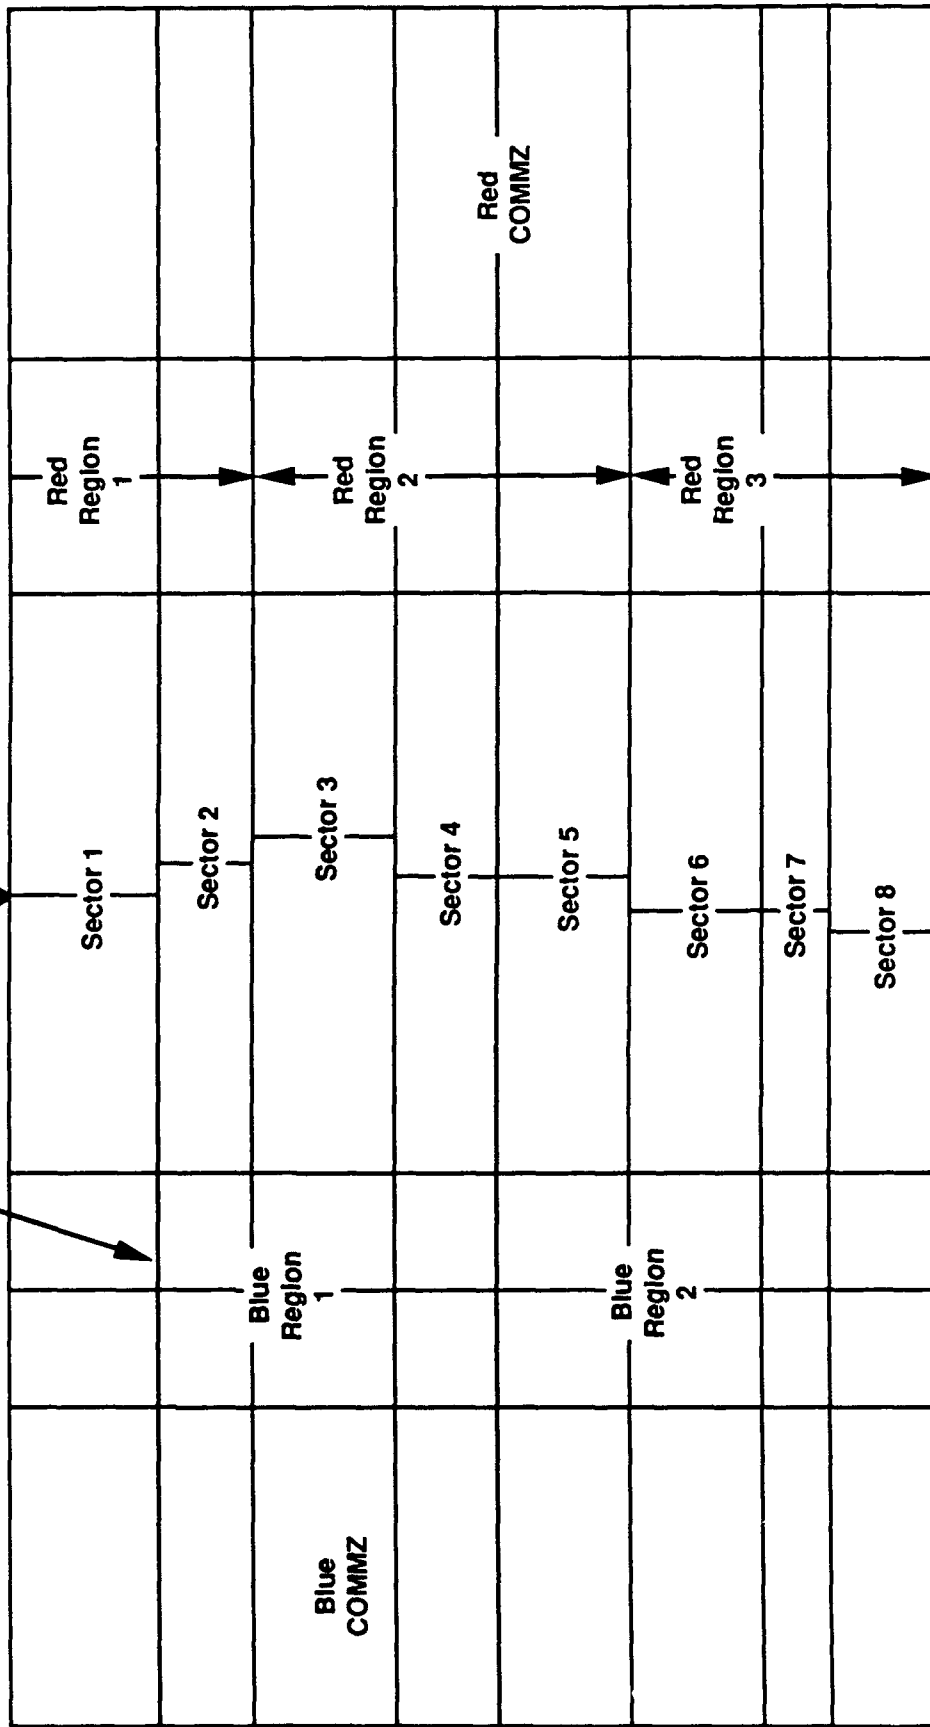 Red
Region
1
Red
Region
2
Red
Region
3
Red
COMMZ
Sector 1
Sector 2
Sector 3
Sector 4
Sector 5
Sector 6
Sector 7
Sector 8
Blue
Region
1
Blue
Region
2
Blue
COMMZ